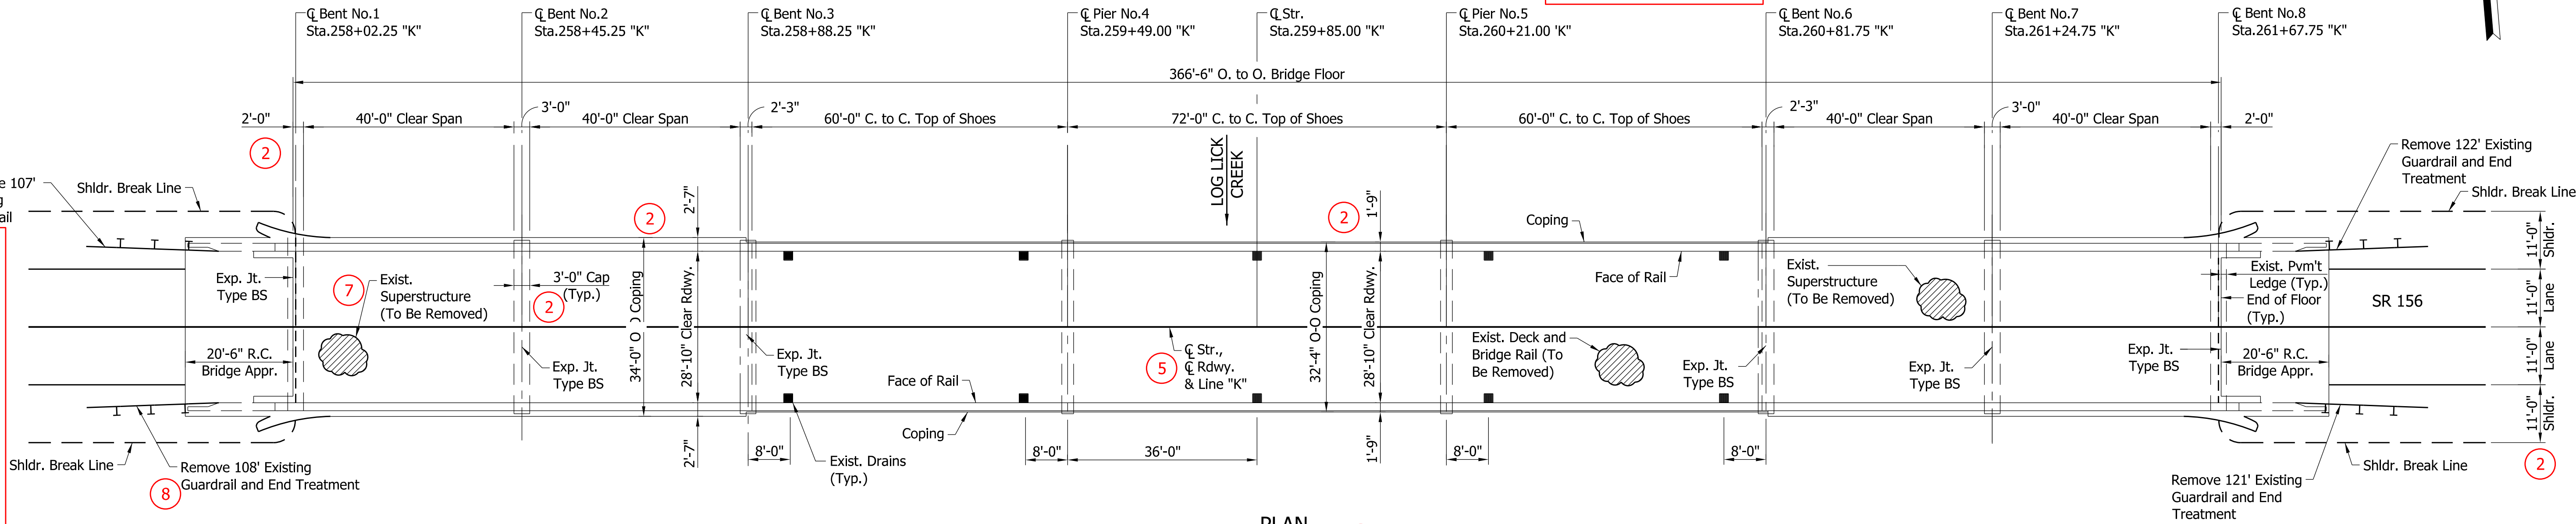 ℄ Bent No.1
Sta.258+02.25 "K"
℄ Bent No.2
Sta.258+45.25 "K"
℄ Bent No.3
Sta.258+88.25 "K"
℄ Pier No.4
Sta.259+49.00 "K"
℄ Str.
Sta.259+85.00 "K"
℄ Pier No.5
Sta.260+21.00 'K"
℄ Bent No.6
Sta.260+81.75 "K"
℄ Bent No.7
Sta.261+24.75 "K"
℄ Bent No.8
Sta.261+67.75 "K"
366'-6" O. to O. Bridge Floor
2'-0"
40'-0" Clear Span
3'-0"
40'-0" Clear Span
2'-3"
60'-0" C. to C. Top of Shoes
72'-0" C. to C. Top of Shoes
60'-0" C. to C. Top of Shoes
2'-3"
40'-0" Clear Span
3'-0"
40'-0" Clear Span
2'-0"
2
e 107'
g
ail
Shldr. Break Line
2
2'-7"
LOG LICK
CREEK
2
1'-9"
Coping
Remove 122' Existing
Guardrail and End
Treatment
Shldr. Break Line
11'-0"
Shldr.
Exp. Jt.
Type BS
7
Exist.
Superstructure
(To Be Removed)
3'-0" Cap
(Typ.)
2
34'-0" O O Coping
28'-10" Clear Rdwy.
32'-4" O-O Coping
28'-10" Clear Rdwy.
Face of Rail
Exist.
Superstructure
(To Be Removed)
Exist. Pvm't
Ledge (Typ.)
End of Floor
(Typ.)
SR 156
11'-0"
Lane
20'-6" R.C.
Bridge Appr.
Exp. Jt.
Type BS
Exp. Jt.
Type BS
Face of Rail
5
℄ Str.,
℄ Rdwy.
& Line "K"
Exist. Deck and
Bridge Rail (To
Be Removed)
Exp. Jt.
Type BS
Exp. Jt.
Type BS
Exp. Jt.
Type BS
20'-6" R.C.
Bridge Appr.
11'-0"
Lane
11'-0"
Shldr.
Shldr. Break Line
Remove 108' Existing
Guardrail and End Treatment
8
2'-7"
8'-0"
Exist. Drains
(Typ.)
Coping
8'-0"
36'-0"
1'-9"
8'-0"
8'-0"
Remove 121' Existing
Guardrail and End
Treatment
Shldr. Break Line
2
PLAN